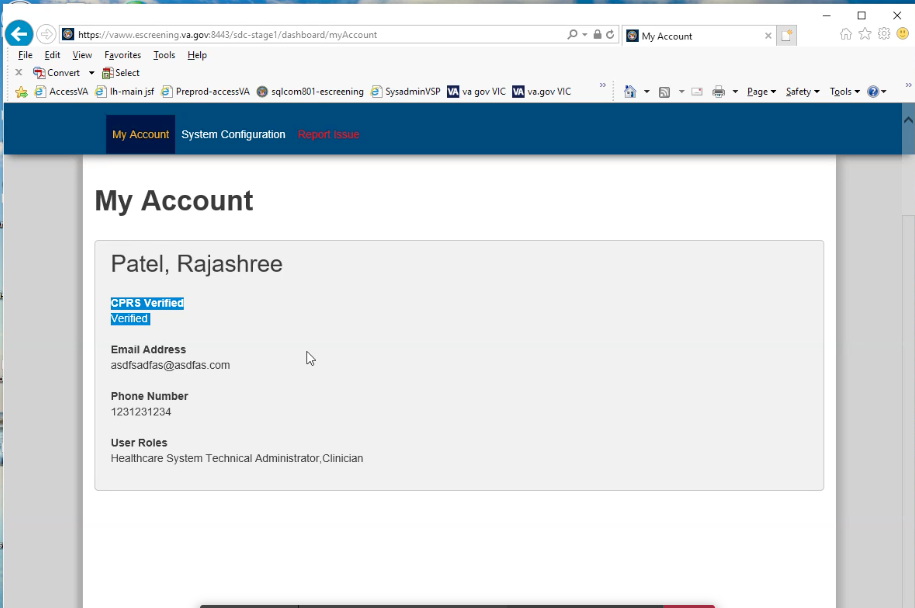 https://vaww.escreening.va.gov:8443/sdc-stage1/dashboard/myAccount
My Account
File Edit View Favorites Tools Help
x Convert Select
AccessVA lh-main jsf Preprod-accessVA sqlcom801-escreening SysadminVSP VA va gov VIC VA va.gov VIC » Page Safety Tools »
My Account System Configuration Report Issue
My Account
Patel, Rajashree
CPRS Verified
Verified
Email Address
asdfsadfas@asdfas.com
Phone Number
1231231234
User Roles
Healthcare System Technical Administrator,Clinician